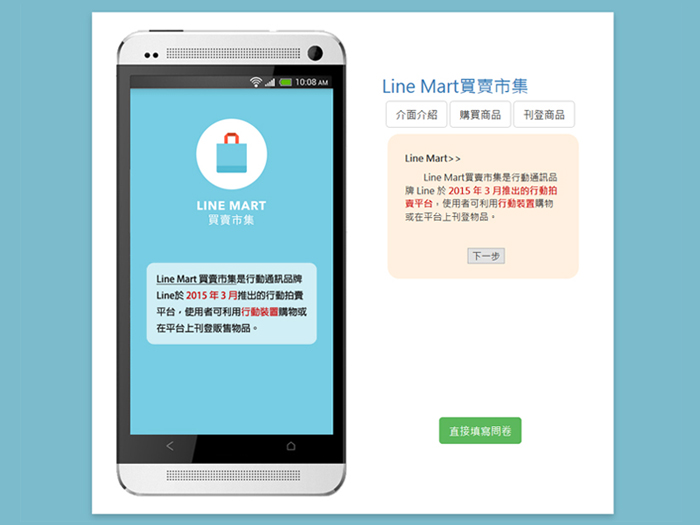 10:08 AM
LINE MART
買賣市集
Line Mart 買賣市集是行動通訊品牌
Line於 2015 年 3 月推出的行動拍賣
平台，使用者可利用行動裝置購物或
在平台上刊登販售物品。
Line Mart買賣市集
介面介紹 購買商品 刊登商品
Line Mart>>
Line Mart買賣市集是行動通訊品
牌 Line 於 2015 年 3 月推出的行動拍
賣平台，使用者可利用行動裝置購物
或在平台上刊登物品。
下一步
直接填寫問卷